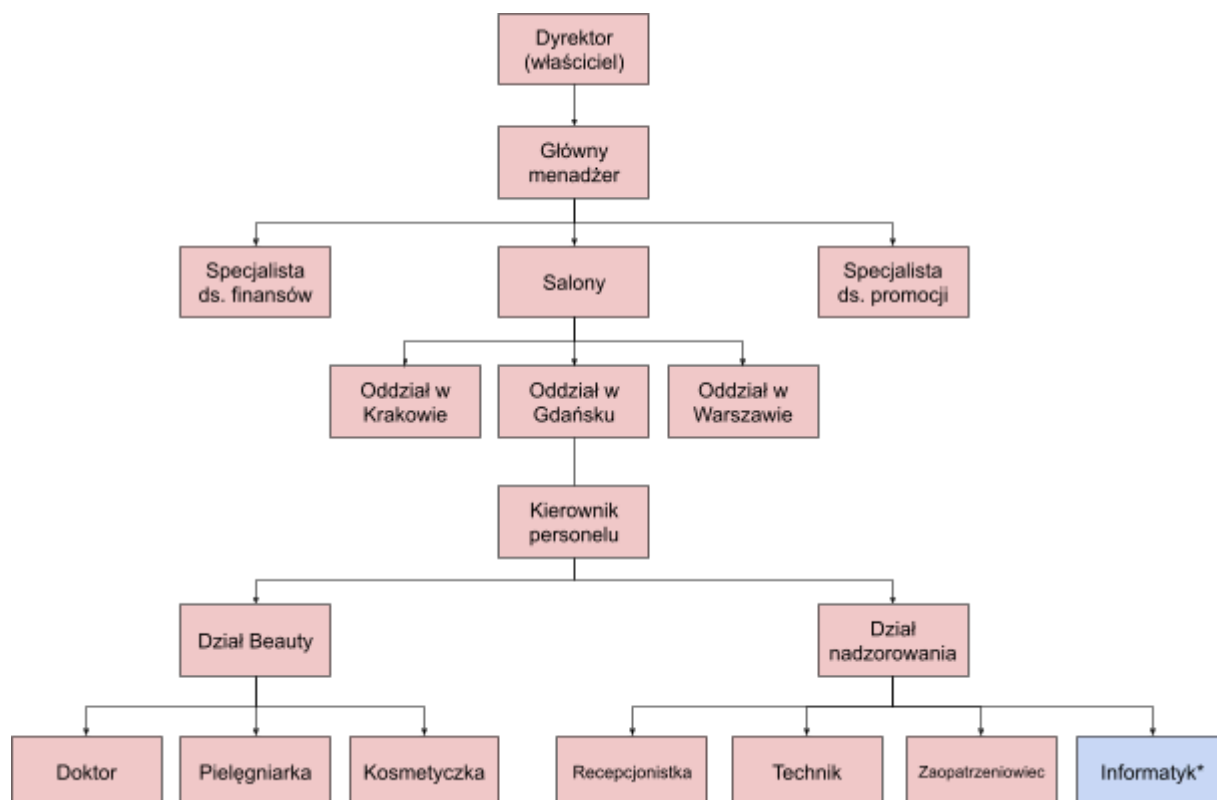 Dyrektor
(właściciel)
Główny
menadżer
Specjalista
ds. finansów
Salony
Specjalista
ds. promocji
Oddział w
Krakowie
Oddział w
Gdańsku
Oddział w
Warszawie
Kierownik
personelu
Dział Beauty
Dział
nadzorowania
Doktor
Pielęgniarka
Kosmetyczka
Recepcjonistka
Technik
Zaopatrzeniowiec
Informatyk*